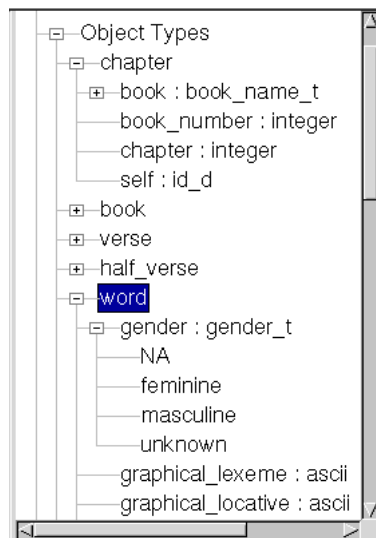 Object Types
chapter
book : book_name_t
book_number : integer
chapter : integer
self : id_d
book
verse
half_verse
word
gender : gender_t
NA
feminine
masculine
unknown
graphical_lexeme : ascii
graphical_locative : ascii